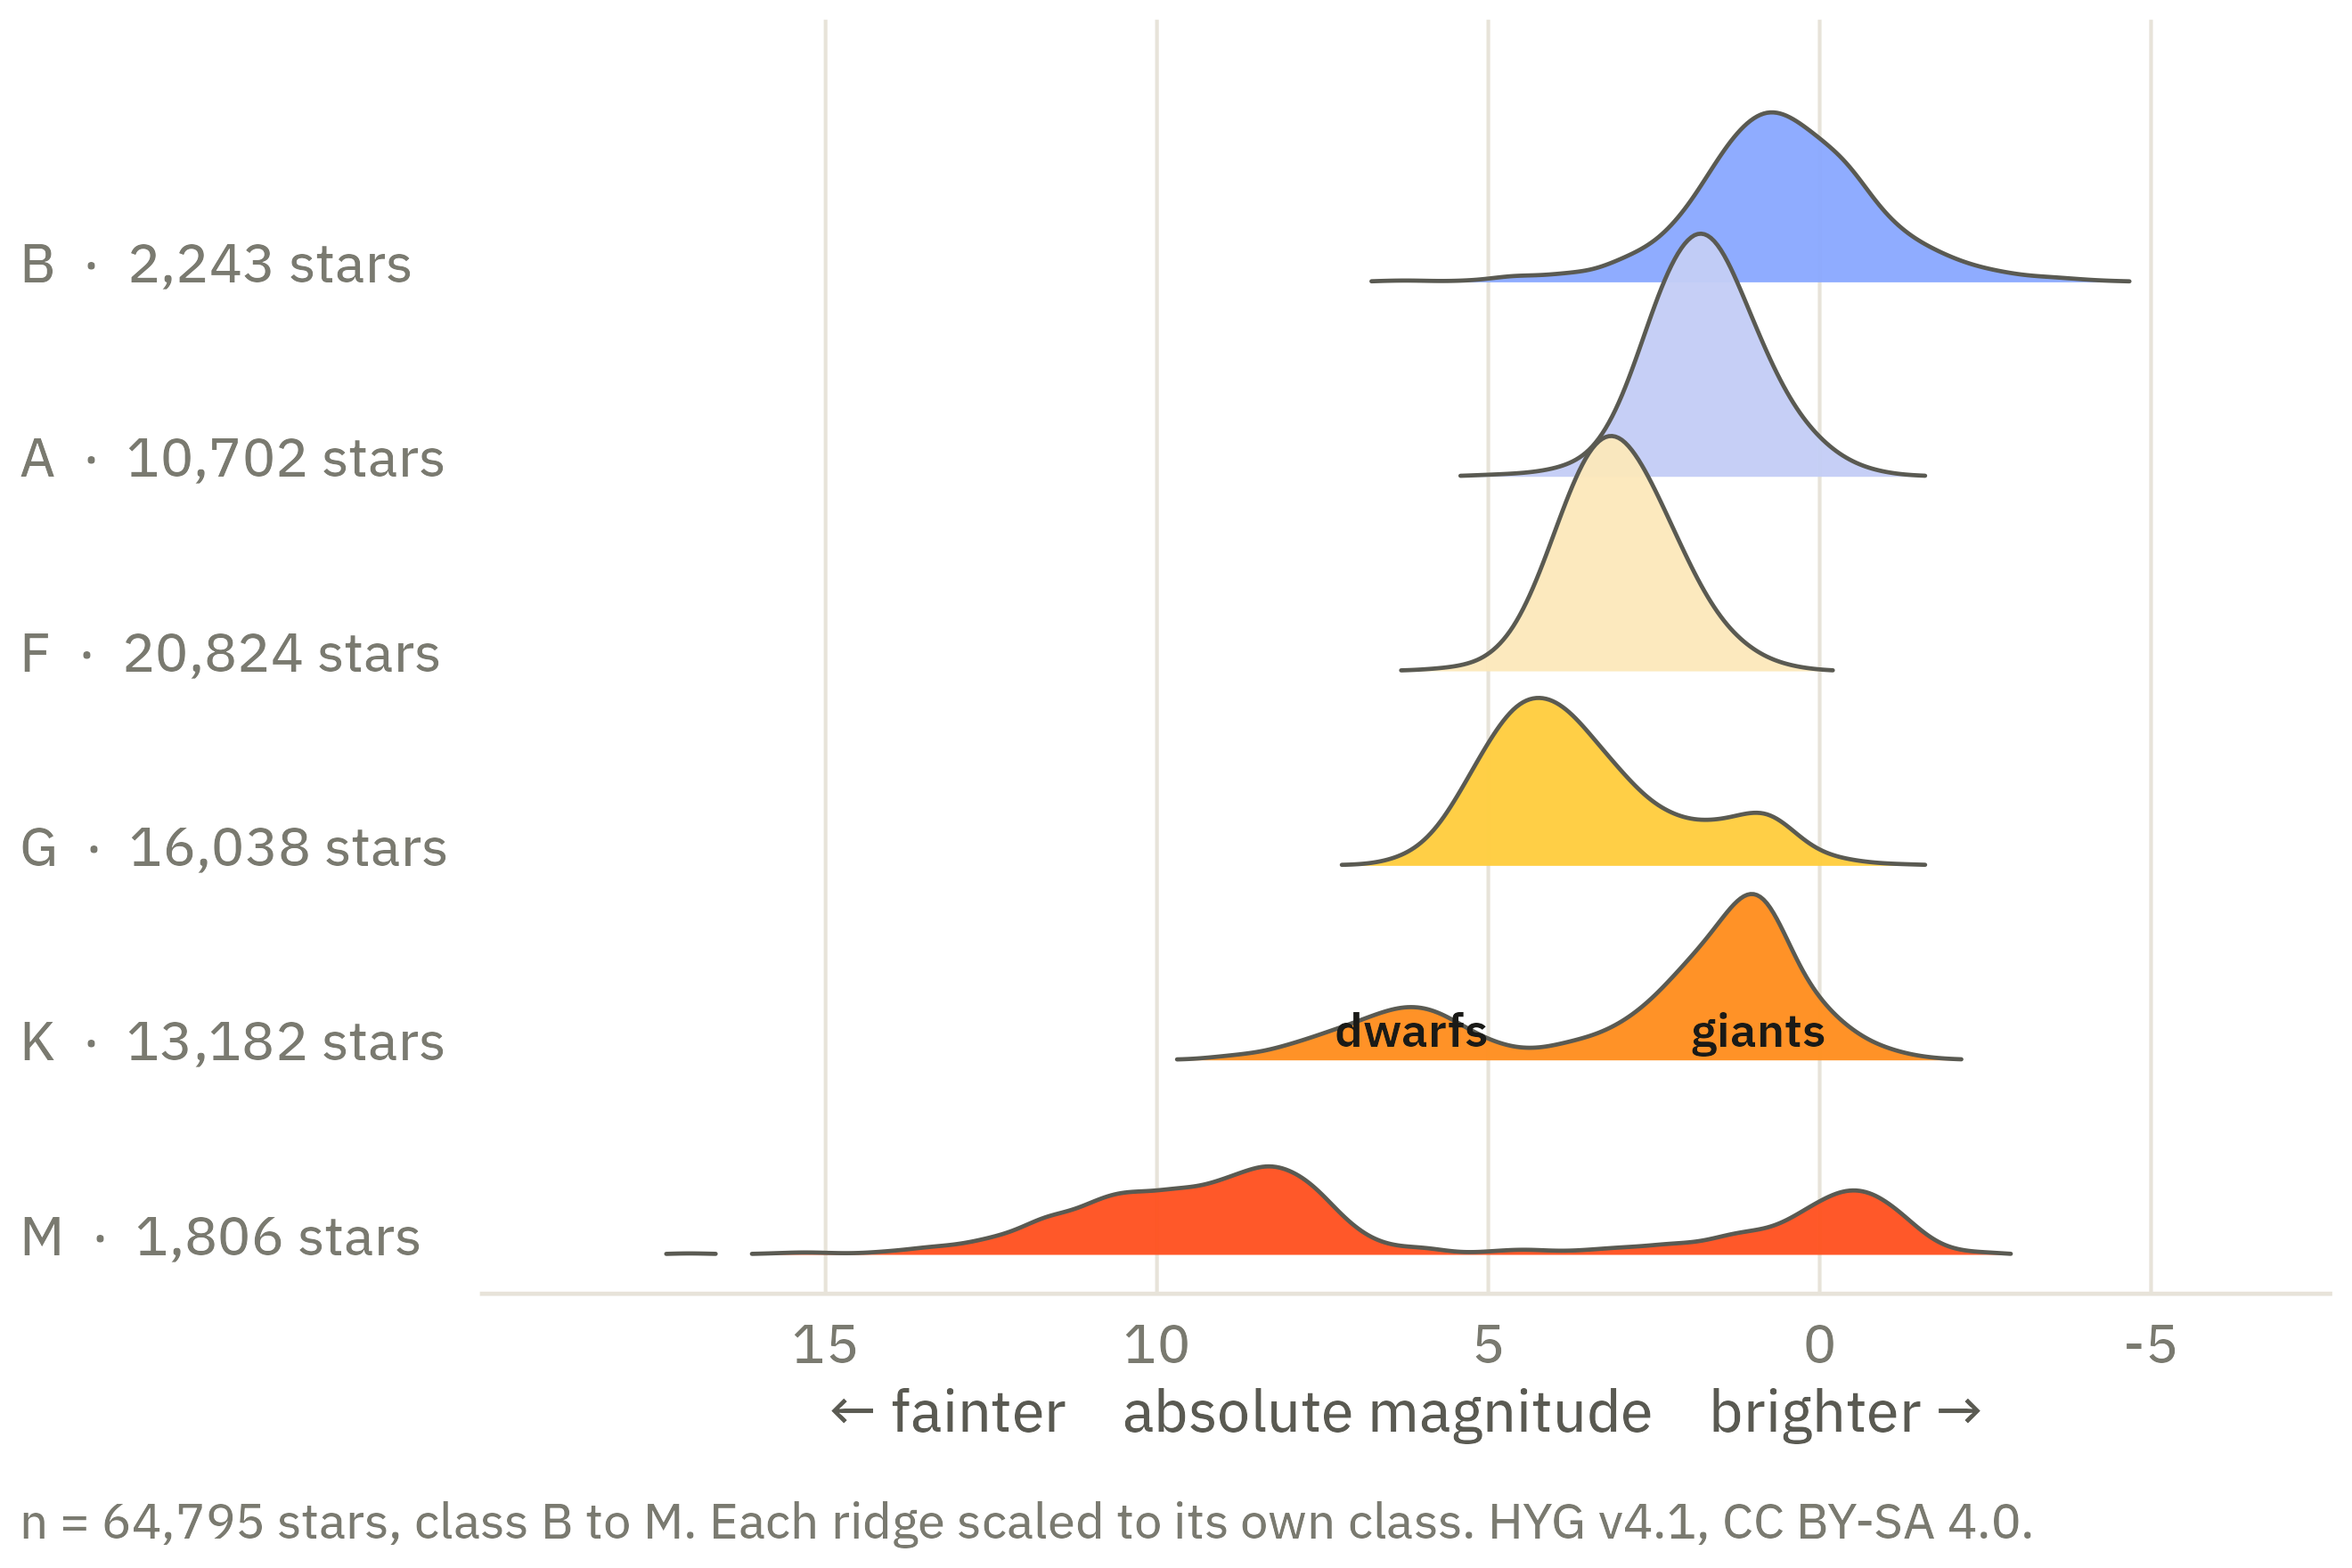 B · 2,243 stars
A · 10,702 stars
F · 20,824 stars
G · 16,038 stars
K · 13,182 stars
dwarfs giants
M · 1,806 stars
15 10 5 0 -5
← fainter absolute magnitude brighter →
n = 64,795 stars, class B to M. Each ridge scaled to its own class. HYG v4.1, CC BY-SA 4.0.